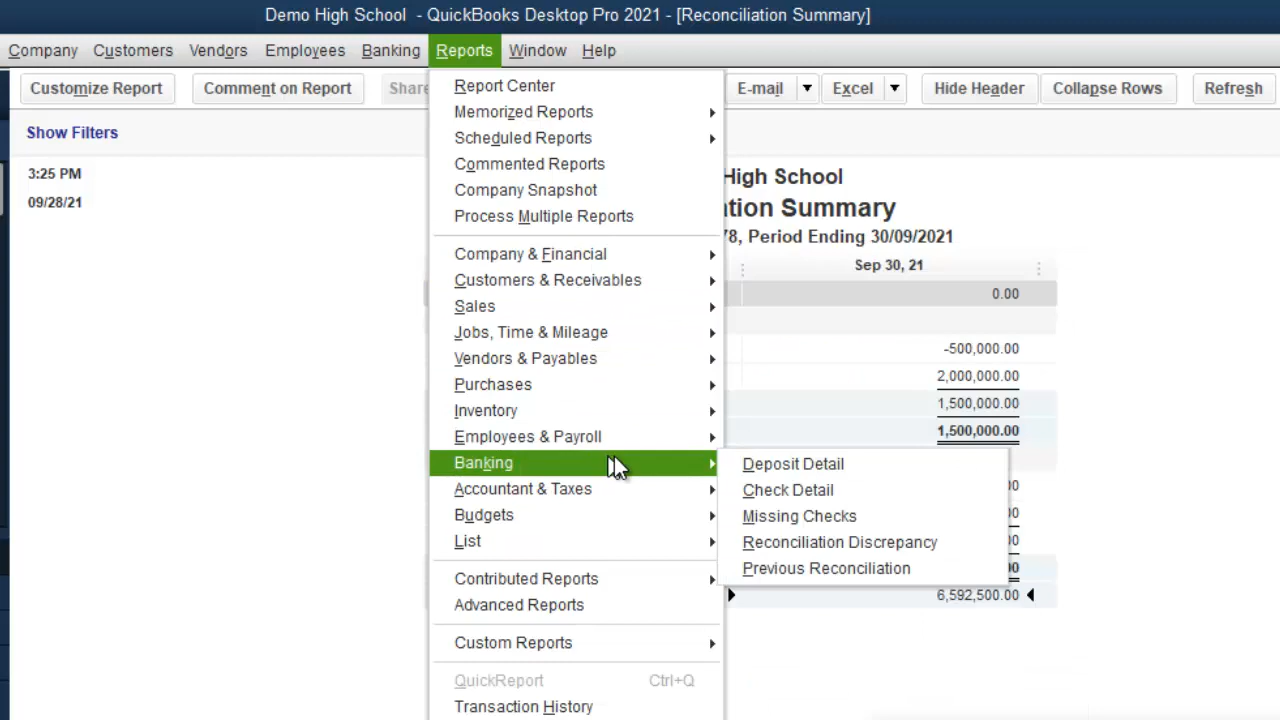 Demo High School - QuickBooks Desktop Pro 2021 - [Reconciliation Summary]
Company Customers Vendors Employees Banking Reports Window Help
Customize Report Comment on Report Share E-mail Excel Hide Header Collapse Rows Refresh
Show Filters
3:25 PM
09/28/21
High School
tion Summary
78, Period Ending 30/09/2021
Sep 30, 21
0.00
-500,000.00
2,000,000.00
1,500,000.00
1,500,000.00
00
00
00
00
6,592,500.00
Report Center
Memorized Reports
Scheduled Reports
Commented Reports
Company Snapshot
Process Multiple Reports
Company & Financial
Customers & Receivables
Sales
Jobs, Time & Mileage
Vendors & Payables
Purchases
Inventory
Employees & Payroll
Banking
Accountant & Taxes
Budgets
List
Contributed Reports
Advanced Reports
Custom Reports
QuickReport Ctrl+Q
Transaction History
Deposit Detail
Check Detail
Missing Checks
Reconciliation Discrepancy
Previous Reconciliation